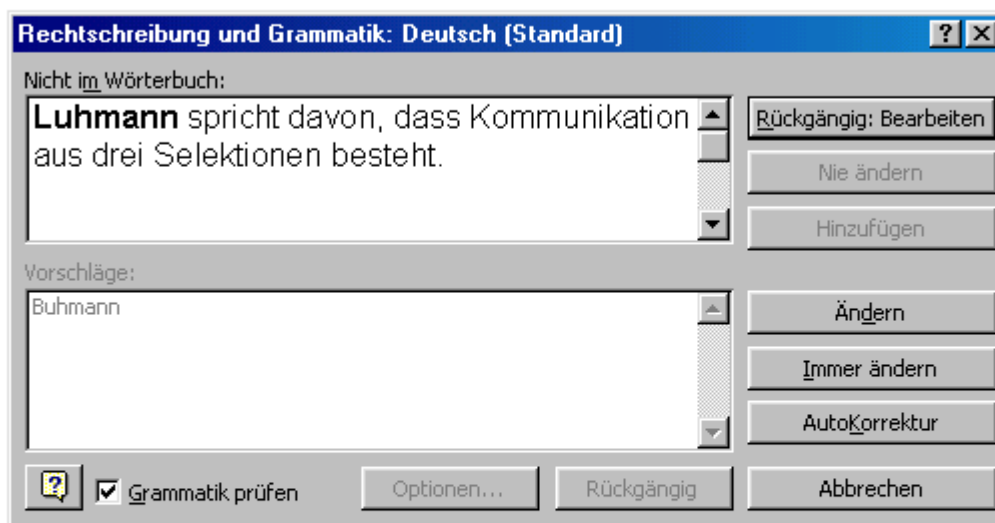 Rechtschreibung und Grammatik: Deutsch (Standard)
Nicht im Wörterbuch:
Luhmann spricht davon, dass Kommunikation
aus drei Selektionen besteht.
Rückgängig: Bearbeiten
Nie ändern
Hinzufügen
Vorschläge:
Buhmann
Ändern
Immer ändern
AutoKorrektur
Grammatik prüfen
Optionen...
Rückgängig
Abbrechen